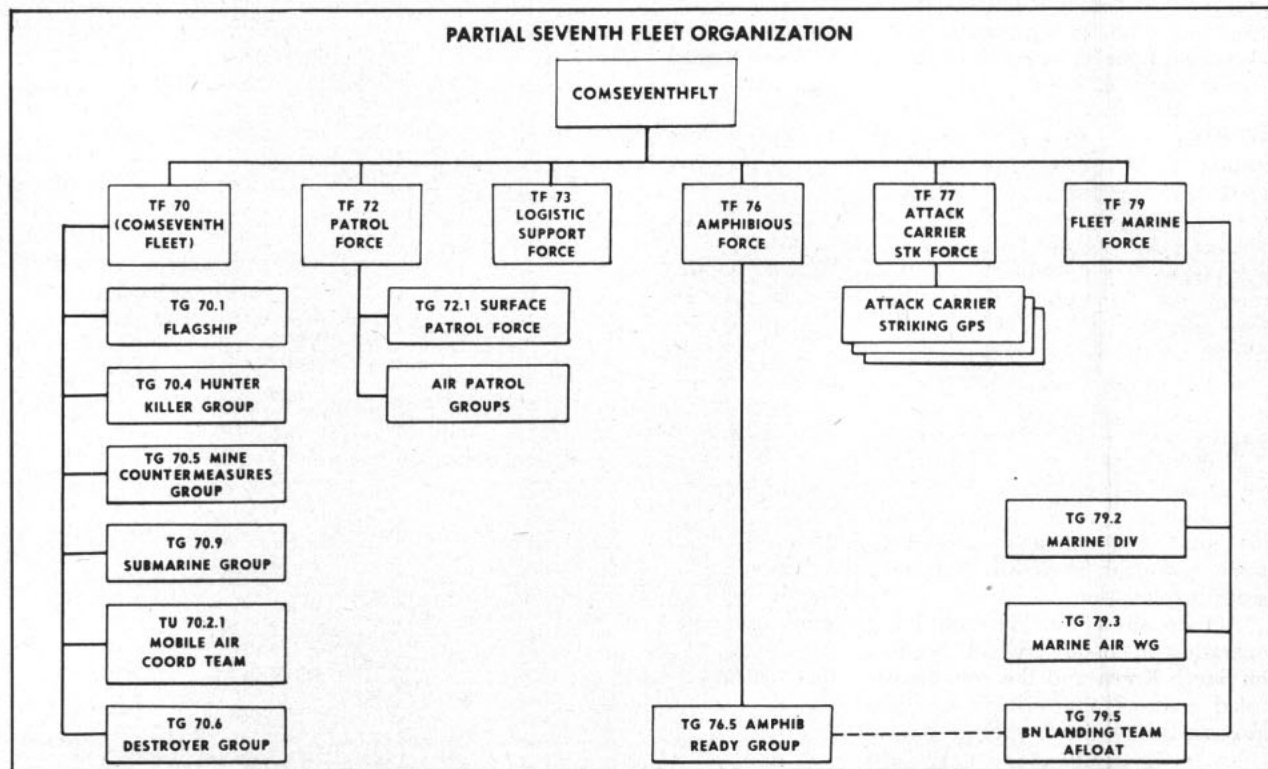 PARTIAL SEVENTH FLEET ORGANIZATION
COMSEVENTHFLT
TF 70
(COMSEVENTH
FLEET)
TF 72
PATROL
FORCE
TF 73
LOGISTIC
SUPPORT
FORCE
TF 76
AMPHIBIOUS
FORCE
TF 77
ATTACK
CARRIER
STK FORCE
TF 79
FLEET MARINE
FORCE
TG 70.1
FLAGSHIP
TG 70.4 HUNTER
KILLER GROUP
TG 70.5 MINE
COUNTERMEASURES
GROUP
TG 70.9
SUBMARINE GROUP
TU 70.2.1
MOBILE AIR
COORD TEAM
TG 70.6
DESTROYER GROUP
TG 72.1 SURFACE
PATROL FORCE
AIR PATROL
GROUPS
TG 76.5 AMPHIB
READY GROUP
ATTACK CARRIER
STRIKING GPS
TG 79.2
MARINE DIV
TG 79.3
MARINE AIR WG
TG 79.5
BN LANDING TEAM
AFLOAT